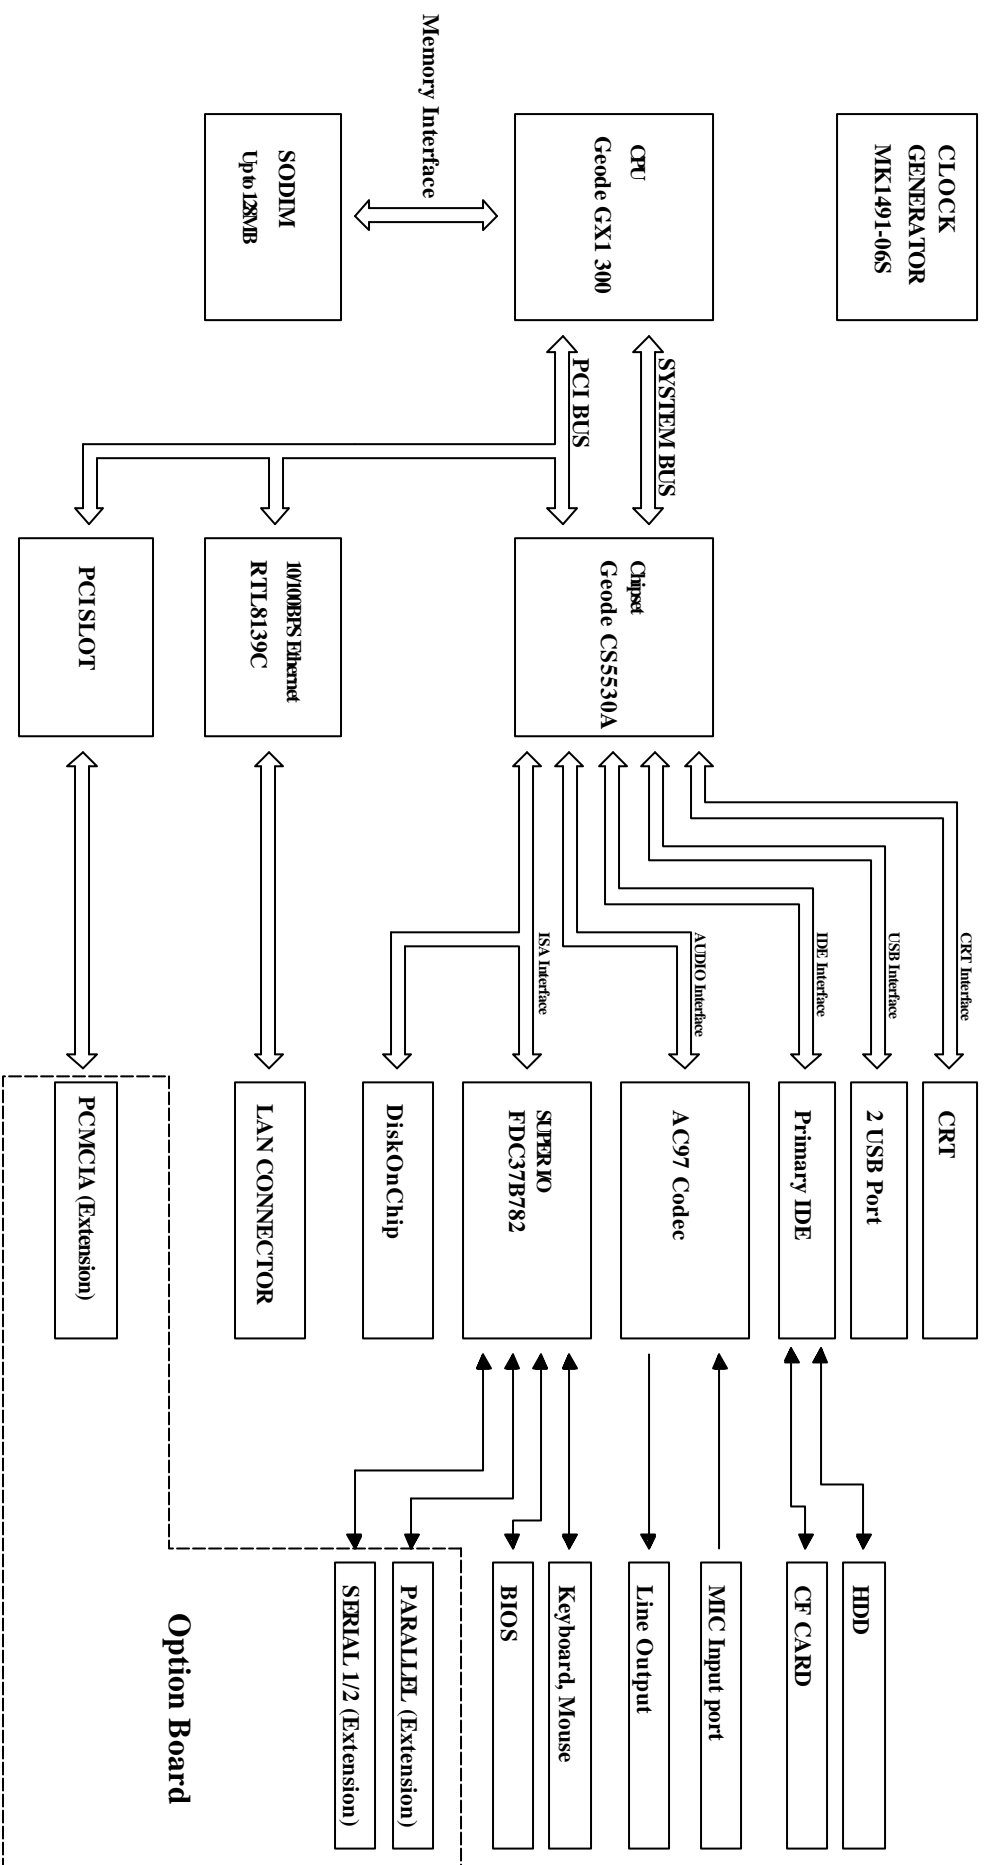 CLOCK
GENERATOR
MK1491-06S
CPU
Geode GX1 300
Memory Interface
SODIM
Up to 128MB
SYSTEM BUS
PCI BUS
Chipset
Geode CS5530A
10/100BPS Ethernet
RTL8139C
PCI SLOT
CRT Interface
USB Interface
IDE Interface
AUDIO Interface
ISA Interface
CRT
2 USB Port
Primary IDE
AC97 Codec
SUPER I/O
FDC37B782
DiskOnChip
LAN CONNECTOR
PCMCIA (Extension)
HDD
CF CARD
MIC Input port
Line Output
Keyboard, Mouse
BIOS
PARALLEL (Extension)
SERIAL 1/2 (Extension)
Option Board